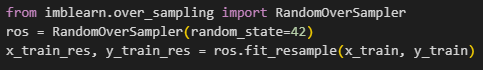 from imblearn.over_sampling import RandomOverSampler
ros = RandomOverSampler(random_state=42)
x_train_res, y_train_res = ros.fit_resample(x_train, y_train)